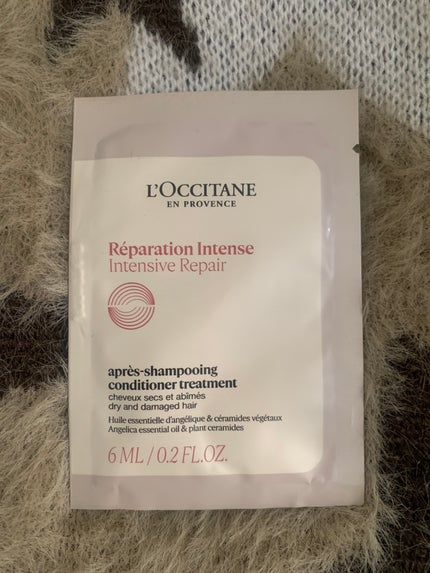 L'OCCITANE
EN PROVENCE
Réparation Intense
Intensive Repair
après-shampooing
conditioner treatment
cheveux secs et abîmés
dry and damaged hair
Huile essentielle d'angélique & céramides végétaux
Angelica essential oil & plant ceramides
6 ML / 0.2 FL.OZ.